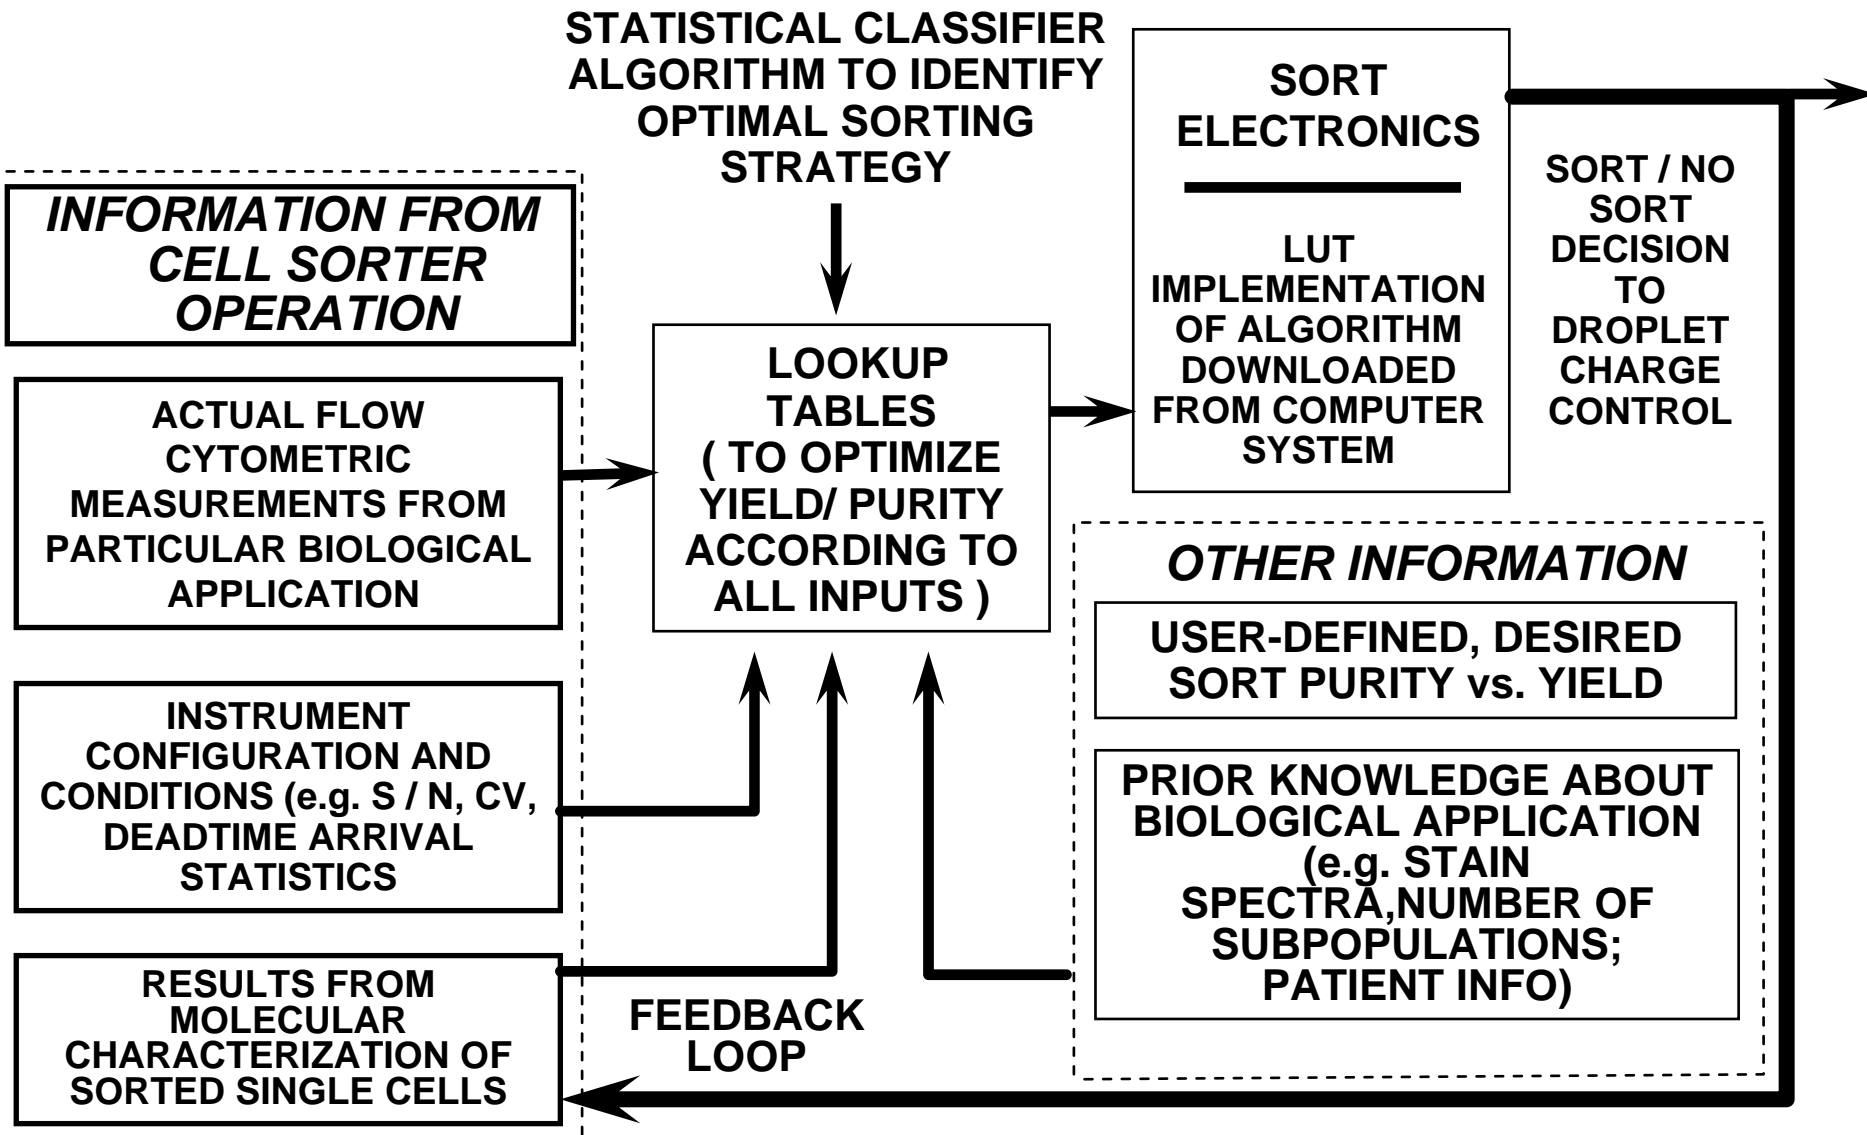 STATISTICAL CLASSIFIER
ALGORITHM TO IDENTIFY
OPTIMAL SORTING
STRATEGY
INFORMATION FROM
CELL SORTER
OPERATION
ACTUAL FLOW
CYTOMETRIC
MEASUREMENTS FROM
PARTICULAR BIOLOGICAL
APPLICATION
INSTRUMENT
CONFIGURATION AND
CONDITIONS (e.g. S / N, CV,
DEADTIME ARRIVAL
STATISTICS
RESULTS FROM
MOLECULAR
CHARACTERIZATION OF
SORTED SINGLE CELLS
LOOKUP
TABLES
( TO OPTIMIZE
YIELD/ PURITY
ACCORDING TO
ALL INPUTS )
FEEDBACK
LOOP
SORT
ELECTRONICS
LUT
IMPLEMENTATION
OF ALGORITHM
DOWNLOADED
FROM COMPUTER
SYSTEM
SORT / NO
SORT
DECISION
TO
DROPLET
CHARGE
CONTROL
OTHER INFORMATION
USER-DEFINED, DESIRED
SORT PURITY vs. YIELD
PRIOR KNOWLEDGE ABOUT
BIOLOGICAL APPLICATION
(e.g. STAIN
SPECTRA,NUMBER OF
SUBPOPULATIONS;
PATIENT INFO)